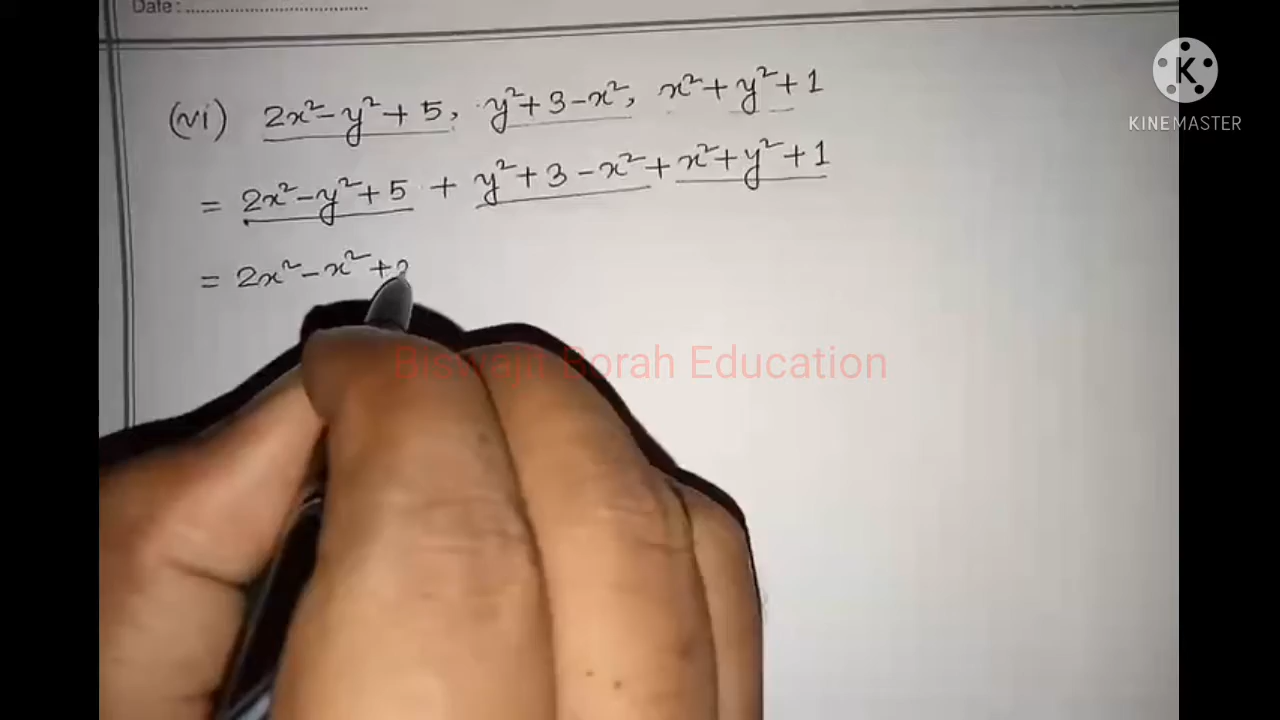 Date : ......................................
K
KINEMASTER
(vi) 2x² - y² + 5, y² + 3 - x², x² + y² + 1
= 2x² - y² + 5 + y² + 3 - x² + x² + y² + 1
= 2x² - x² +
Biswajit Borah Education